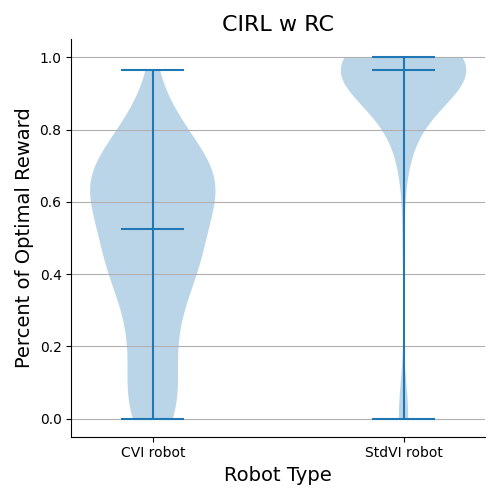 CIRL w RC
Percent of Optimal Reward
1.0
0.8
0.6
0.4
0.2
0.0
CVI robot
StdVI robot
Robot Type